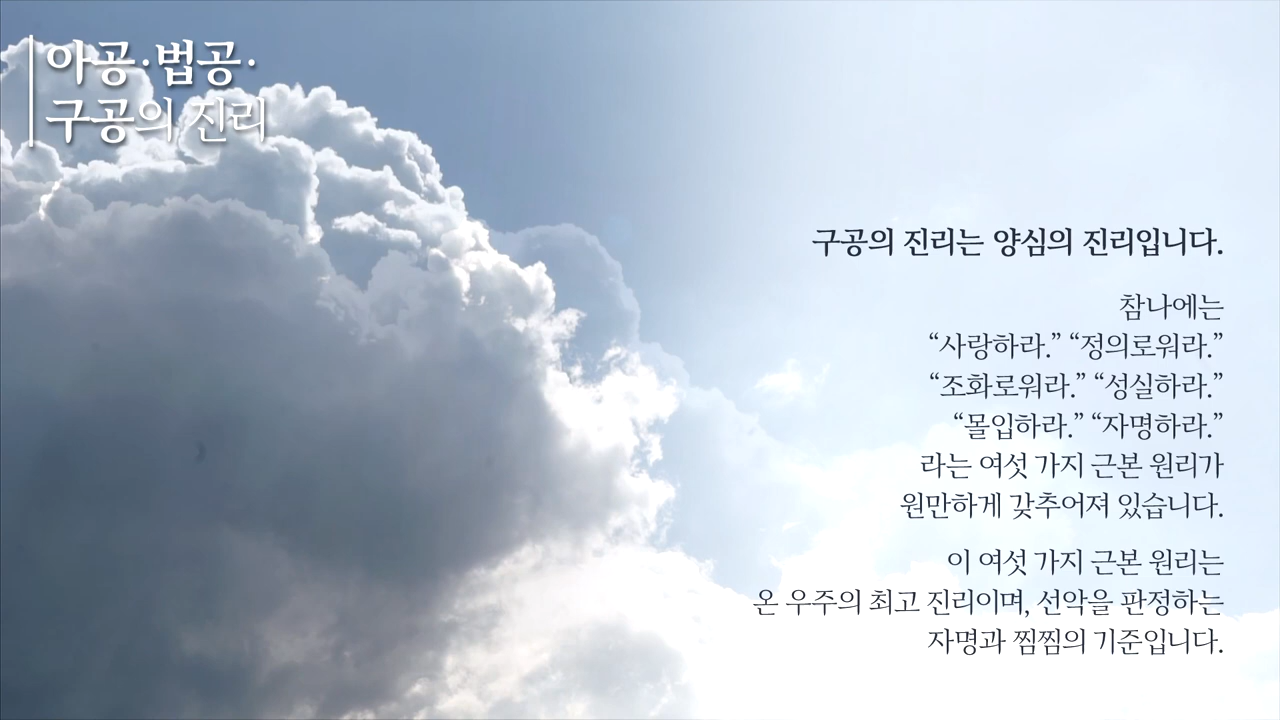 아공·법공·
구공의 진리
구공의 진리는 양심의 진리입니다.
참나에는
“사랑하라.” “정의로워라.”
“조화로워라.” “성실하라.”
“몰입하라.” “자명하라.”
라는 여섯 가지 근본 원리가
원만하게 갖추어져 있습니다.
이 여섯 가지 근본 원리는
온 우주의 최고 진리이며, 선악을 판정하는
자명과 찜찜의 기준입니다.